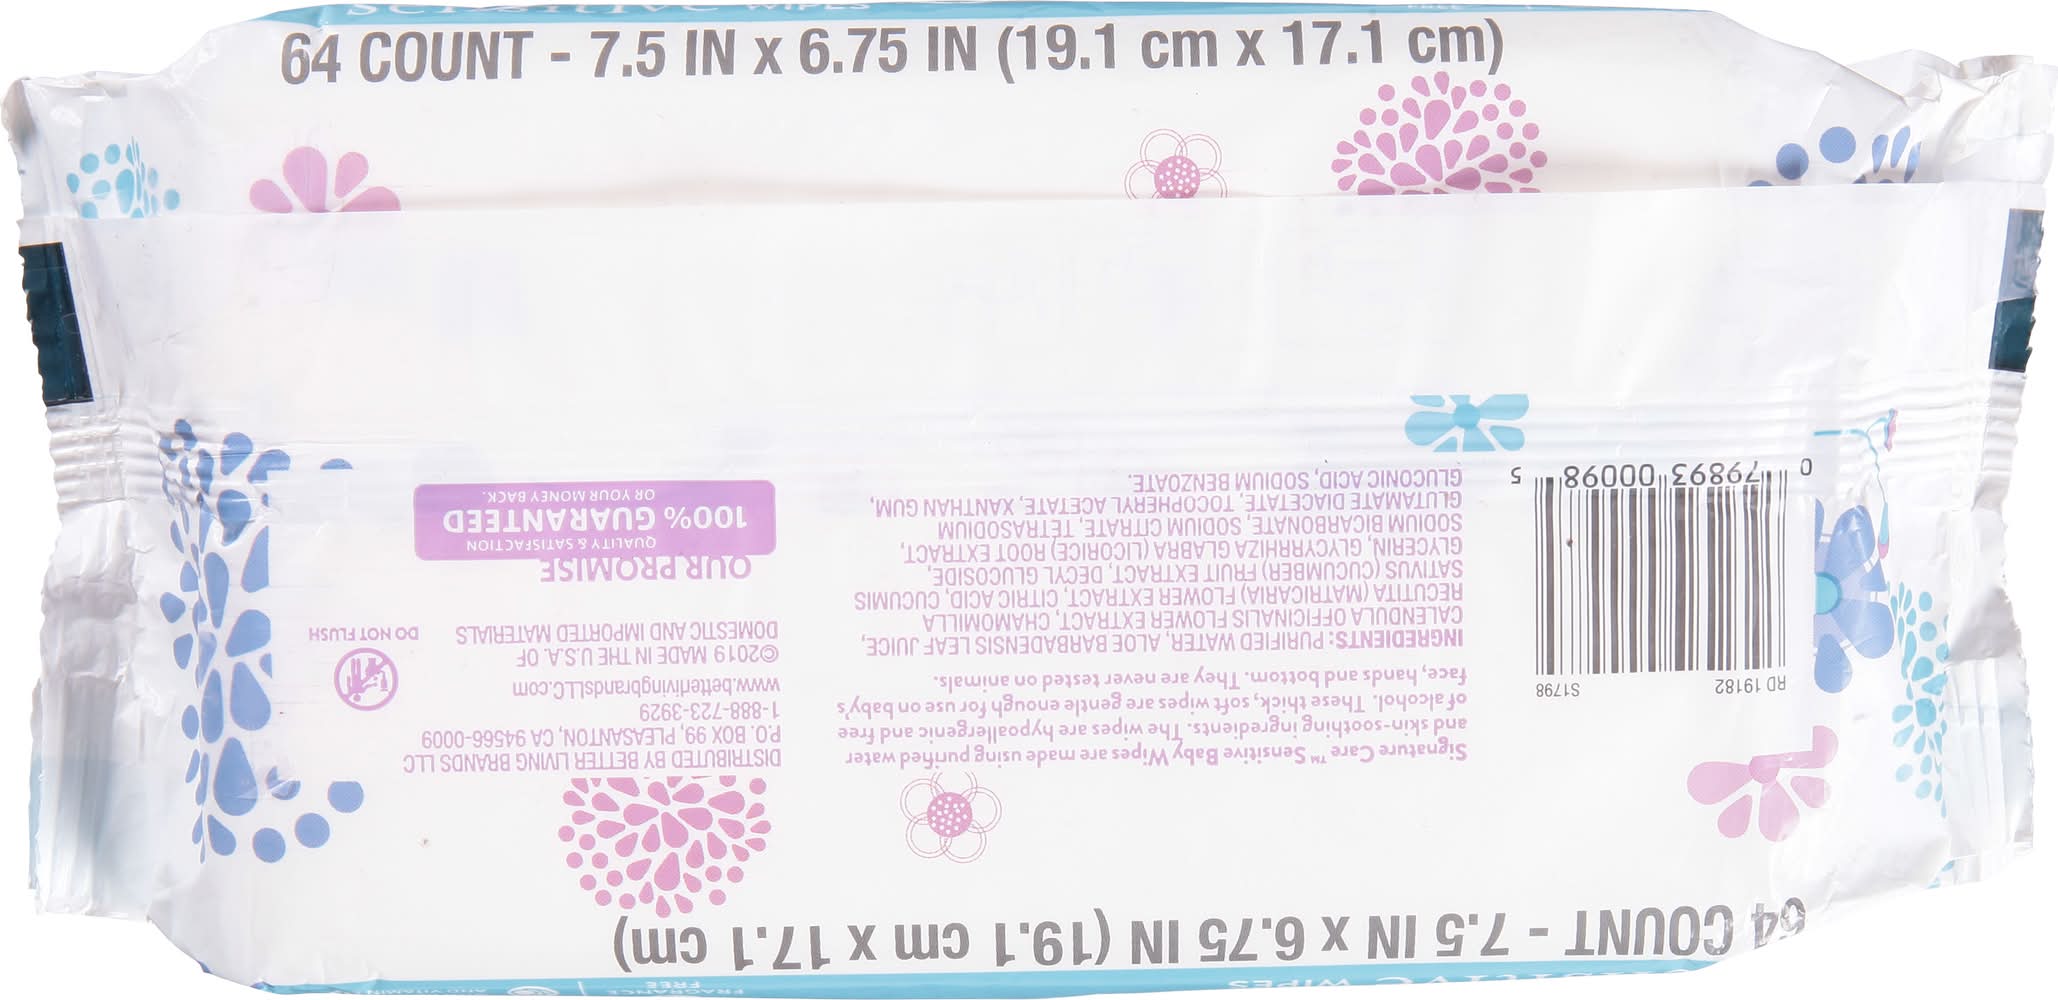 WIPES
64 COUNT - 7.5 IN x 6.75 IN (19.1 cm x 17.1 cm)
64 COUNT - 7.5 IN x 6.75 IN (19.1 cm x 17.1 cm)
Signature Care™ Sensitive Baby Wipes are made using purified water
and skin-soothing ingredients. The wipes are hypoallergenic and free
of alcohol. These thick, soft wipes are gentle enough for use on baby's
face, hands and bottom. They are never tested on animals.
INGREDIENTS: PURIFIED WATER, ALOE BARBADENSIS LEAF JUICE,
CALENDULA OFFICINALIS FLOWER EXTRACT, CHAMOMILLA
RECUTITA (MATRICARIA) FLOWER EXTRACT, CITRIC ACID, CUCUMIS
SATIVUS (CUCUMBER) FRUIT EXTRACT, DECYL GLUCOSIDE,
GLYCERIN, GLYCYRRHIZA GLABRA (LICORICE) ROOT EXTRACT,
SODIUM BICARBONATE, SODIUM CITRATE, TETRASODIUM
GLUTAMATE DIACETATE, TOCOPHERYL ACETATE, XANTHAN GUM,
GLUCONIC ACID, SODIUM BENZOATE.
RD 19182 S1798
0 79893 00098 5
DISTRIBUTED BY BETTER LIVING BRANDS LLC
P.O. BOX 99, PLEASANTON, CA 94566-0009
1-888-723-3929
www.betterlivingbrandsLLC.com
©2019 MADE IN THE U.S.A. OF
DOMESTIC AND IMPORTED MATERIALS
DO NOT FLUSH
OUR PROMISE
QUALITY & SATISFACTION
100% GUARANTEED
OR YOUR MONEY BACK.
WIPES
FRAGRANCE
FREE